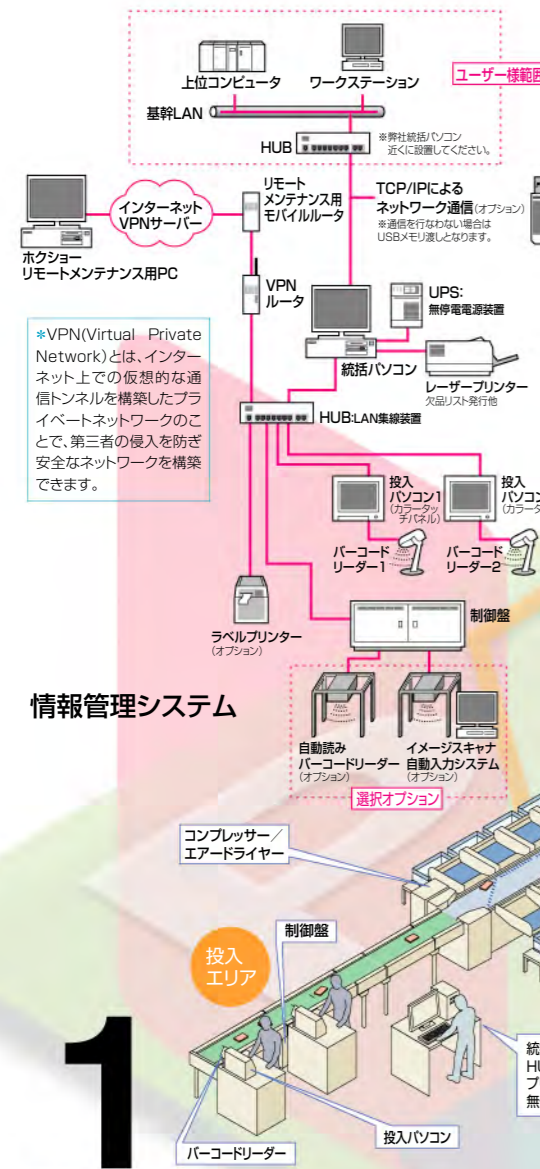 上位コンピュータ
ワークステーション
ユーザー様範囲
基幹LAN
HUB
※弊社統括パソコン
近くに設置してください。
リモート
メンテナンス用
モバイルルータ
TCP/IPによる
ネットワーク通信(オプション)
※通信を行なわない場合は
USBメモリ渡しとなります。
インターネット
VPNサーバー
ホクショー
リモートメンテナンス用PC
VPN
ルータ
UPS:
無停電電源装置
統括パソコン
レーザープリンター
欠品リスト発行他
*VPN(Virtual Private
Network)とは、インター
ネット上での仮想的な通
信トンネルを構築したプラ
イベートネットワークのこ
とで、第三者の侵入を防ぎ
安全なネットワークを構築
できます。
HUB:LAN集線装置
投入
パソコン1
(カラータッ
チパネル)
投入
パソコン
(カラータ
バーコード
リーダー1
バーコード
リーダー2
ラベルプリンター
(オプション)
制御盤
情報管理システム
自動読み
バーコードリーダー
(オプション)
イメージスキャナ
自動入力システム
(オプション)
選択オプション
コンプレッサー/
エアードライヤー
制御盤
投入
エリア
1
統
HU
プ
無
投入パソコン
バーコードリーダー